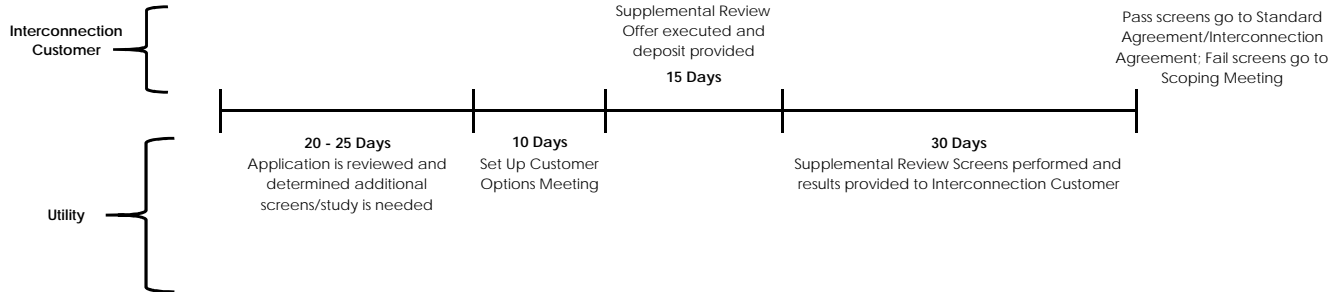 Interconnection
Customer
Supplemental Review
Offer executed and
deposit provided
15 Days
Pass screens go to Standard
Agreement/Interconnection
Agreement; Fail screens go to
Scoping Meeting
Utility
20 - 25 Days
Application is reviewed and
determined additional
screens/study is needed
10 Days
Set Up Customer
Options Meeting
30 Days
Supplemental Review Screens performed and
results provided to Interconnection Customer